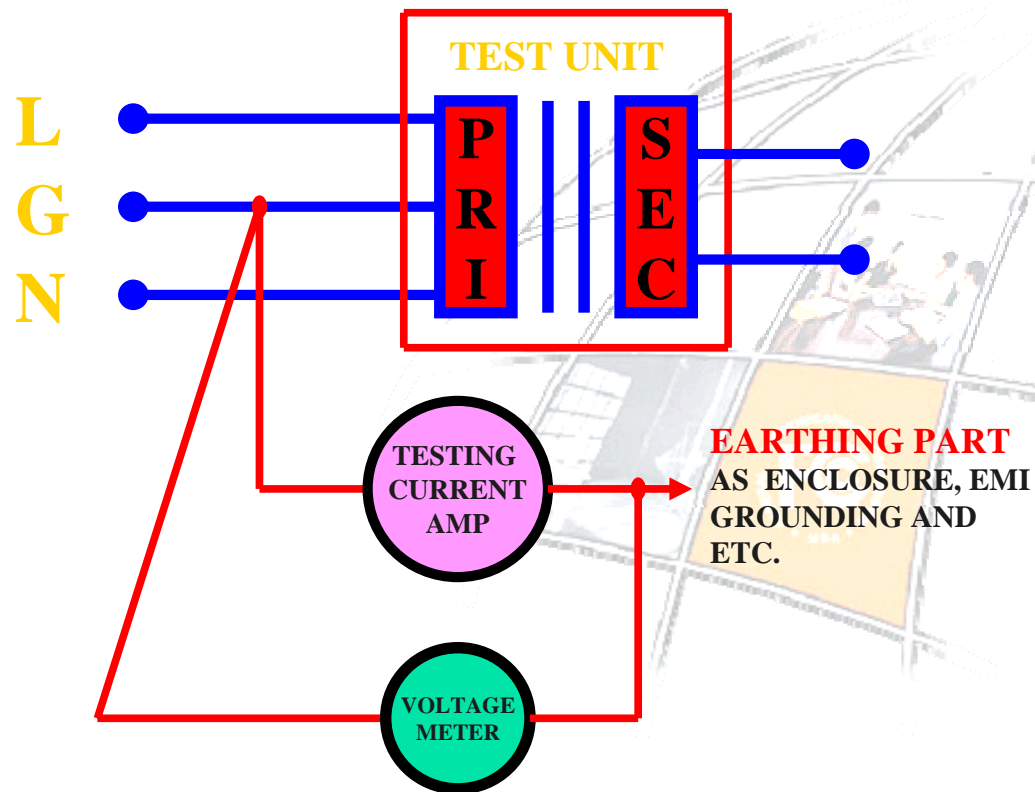 TEST UNIT
L
G
N
P
R
I
S
E
C
TESTING
CURRENT
AMP
EARTHING PART
AS ENCLOSURE, EMI
GROUNDING AND
ETC.
VOLTAGE
METER